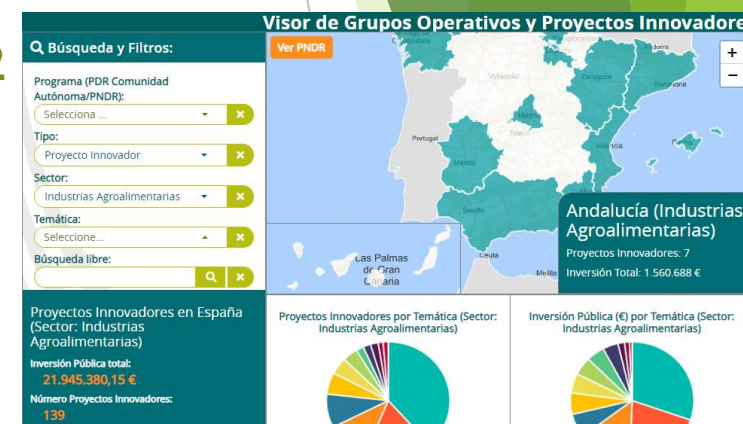 Visor de Grupos Operativos y Proyectos Innovadore
Búsqueda y Filtros:
Programa (PDR Comunidad
Autónoma/PNDR):
Selecciona ...
Tipo:
Proyecto Innovador
Sector:
Industrias Agroalimentarias
Temática:
Seleccione...
Búsqueda libre:
Proyectos Innovadores en España
(Sector: Industrias
Agroalimentarias)
Inversión Pública total:
21.945.380,15 €
Número Proyectos Innovadores:
139
Ver PNDR
+
−
Valladolid
Zaragoza
Madrid
Portugal
Toledo
Mérida
Sevilla
Ceuta
Melilla
Las Palmas
de Gran
Canaria
Andalucía (Industrias
Agroalimentarias)
Proyectos Innovadores: 7
Inversión Total: 1.560.688 €
Proyectos Innovadores por Temática (Sector:
Industrias Agroalimentarias)
Inversión Pública (€) por Temática (Sector:
Industrias Agroalimentarias)